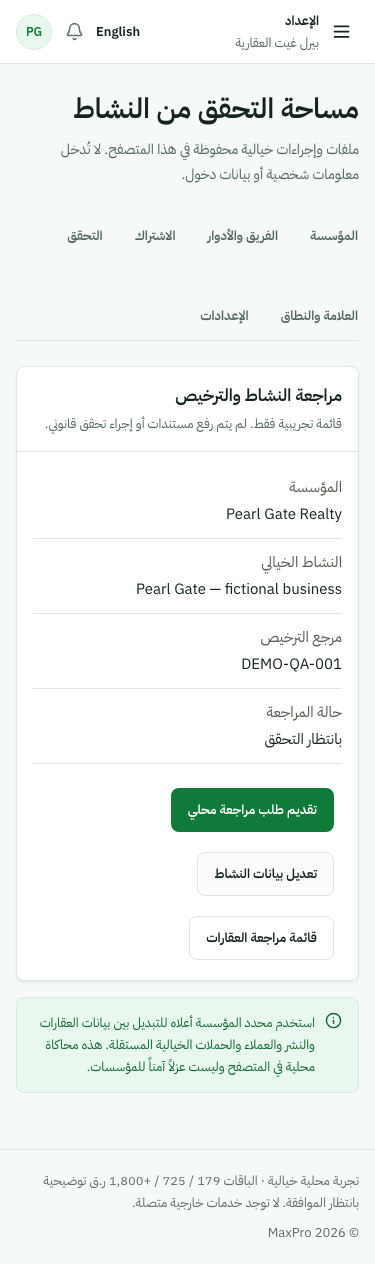 الإعداد
بيرل غيت العقارية
English
PG
مساحة التحقق من النشاط
ملفات وإجراءات خيالية محفوظة في هذا المتصفح. لا تُدخل
معلومات شخصية أو بيانات دخول.
المؤسسة الفريق والأدوار الاشتراك التحقق
العلامة والنطاق الإعدادات
مراجعة النشاط والترخيص
قائمة تجريبية فقط. لم يتم رفع مستندات أو إجراء تحقق قانوني.
المؤسسة
Pearl Gate Realty
النشاط الخيالي
Pearl Gate — fictional business
مرجع الترخيص
DEMO-QA-001
حالة المراجعة
بانتظار التحقق
تقديم طلب مراجعة محلي
تعديل بيانات النشاط
قائمة مراجعة العقارات
استخدم محدد المؤسسة أعلاه للتبديل بين بيانات العقارات
والنشر والعملاء والحملات الخيالية المستقلة. هذه محاكاة
محلية في المتصفح وليست عزلاً آمناً للمؤسسات.
تجربة محلية خيالية · الباقات 179 / 725 / +1,800 ر.ق توضيحية
بانتظار الموافقة. لا توجد خدمات خارجية متصلة.
© 2026 MaxPro